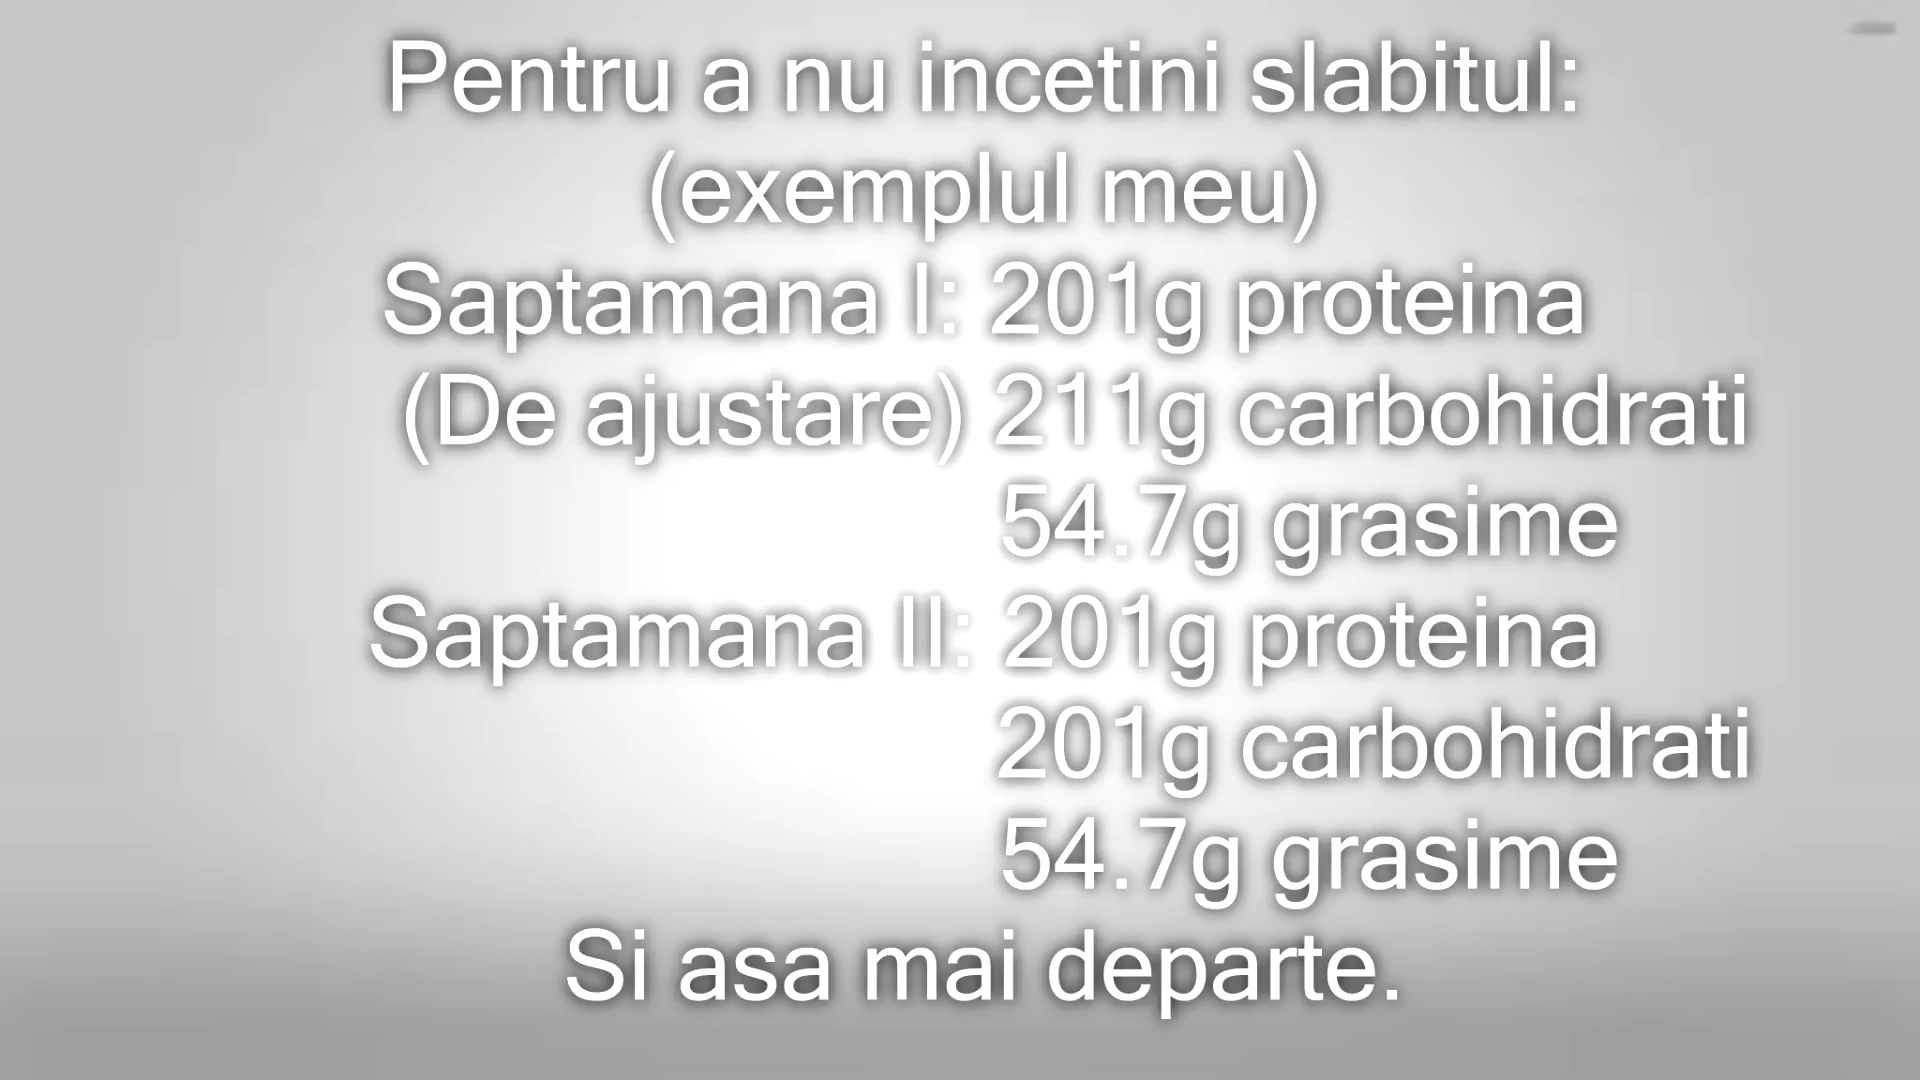 Pentru a nu incetini slabitul:
(exemplul meu)
Saptamana I: 201g proteina
(De ajustare) 211g carbohidrati
54.7g grasime
Saptamana II: 201g proteina
201g carbohidrati
54.7g grasime
Si asa mai departe.